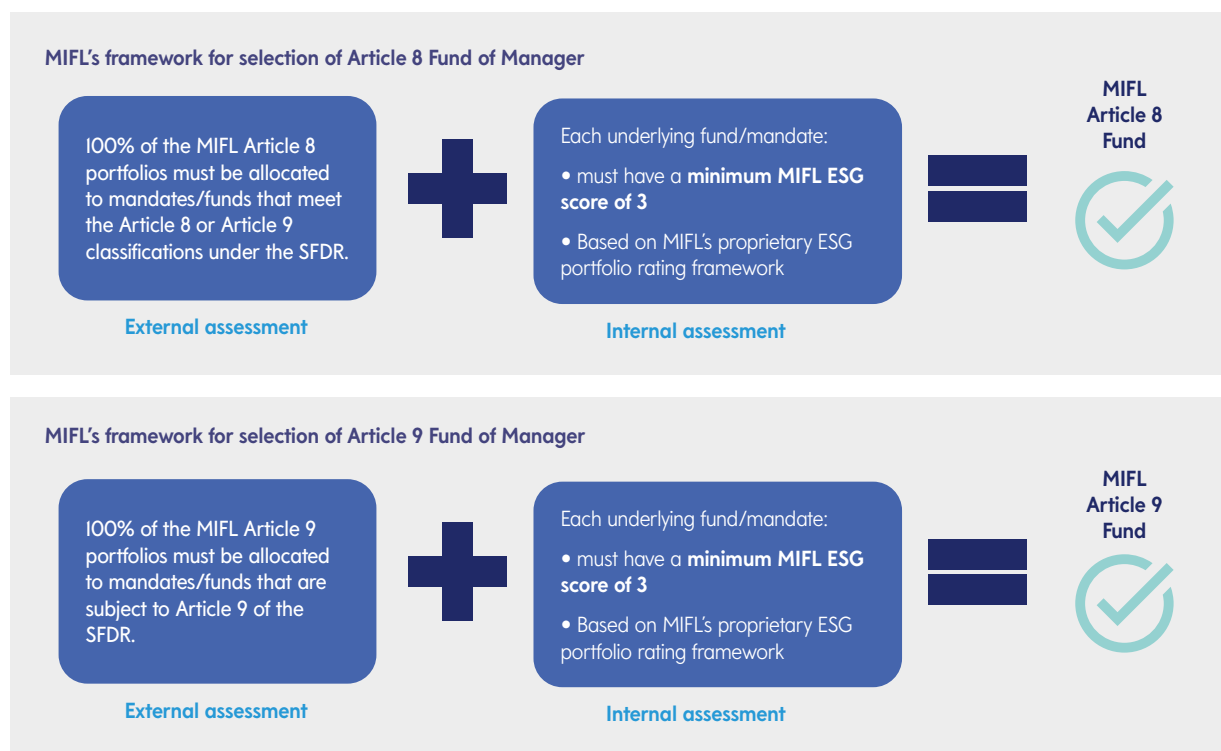 MIFL's framework for selection of Article 8 Fund of Manager
100% of the MIFL Article 8
portfolios must be allocated
to mandates/funds that meet
the Article 8 or Article 9
classifications under the SFDR.
External assessment
Each underlying fund/mandate:
• must have a minimum MIFL ESG
score of 3
• Based on MIFL's proprietary ESG
portfolio rating framework
Internal assessment
MIFL
Article 8
Fund
MIFL's framework for selection of Article 9 Fund of Manager
100% of the MIFL Article 9
portfolios must be allocated
to mandates/funds that are
subject to Article 9 of the
SFDR.
External assessment
Each underlying fund/mandate:
• must have a minimum MIFL ESG
score of 3
• Based on MIFL's proprietary ESG
portfolio rating framework
Internal assessment
MIFL
Article 9
Fund